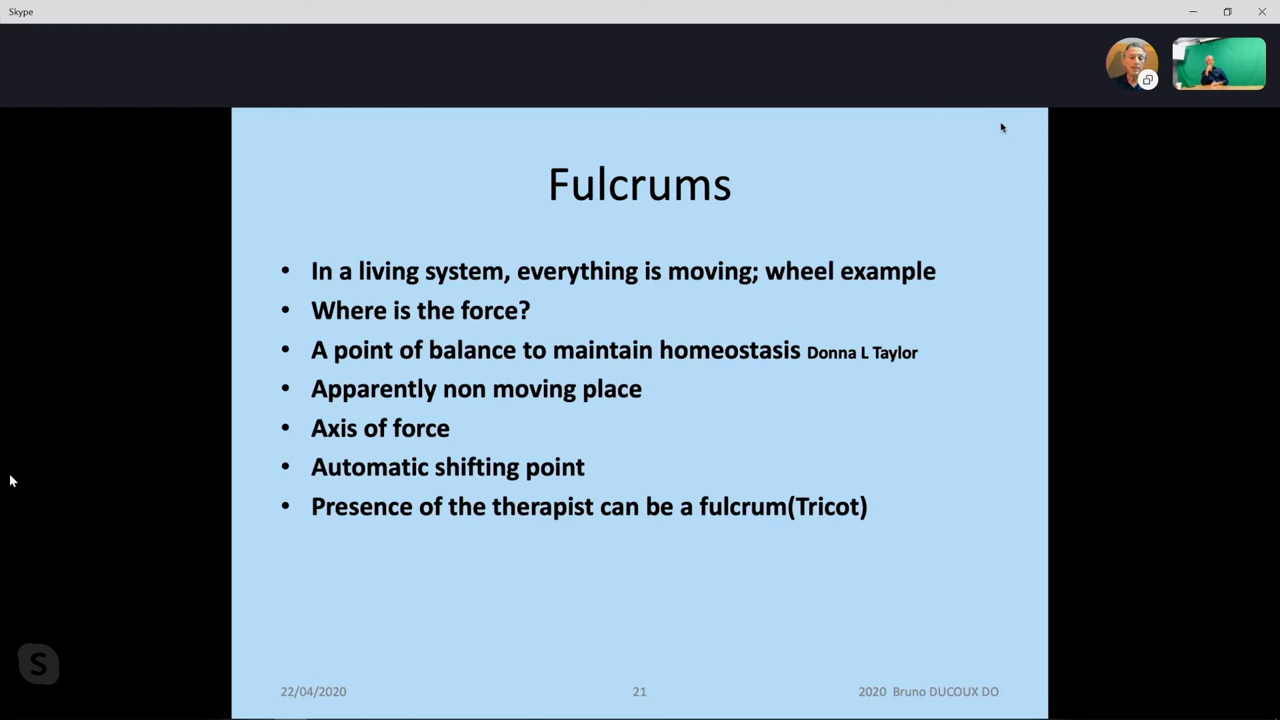 Skype
Fulcrums
• In a living system, everything is moving; wheel example
• Where is the force?
• A point of balance to maintain homeostasis Donna L Taylor
• Apparently non moving place
• Axis of force
• Automatic shifting point
• Presence of the therapist can be a fulcrum(Tricot)
S
22/04/2020 21 2020 Bruno DUCOUX DO